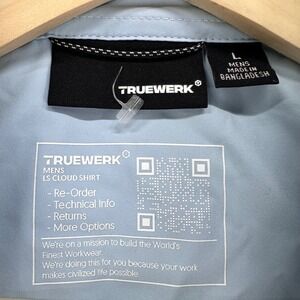 TRUEWERK
L
MENS
MADE IN
BANGLADESH
TRUEWERK
MENS
LS CLOUD SHIRT
- Re-Order
- Technical Info
- Returns
- More Options
We're on a mission to build the World's
Finest Workwear.
We're doing this for you because your work
makes civilized life possible.